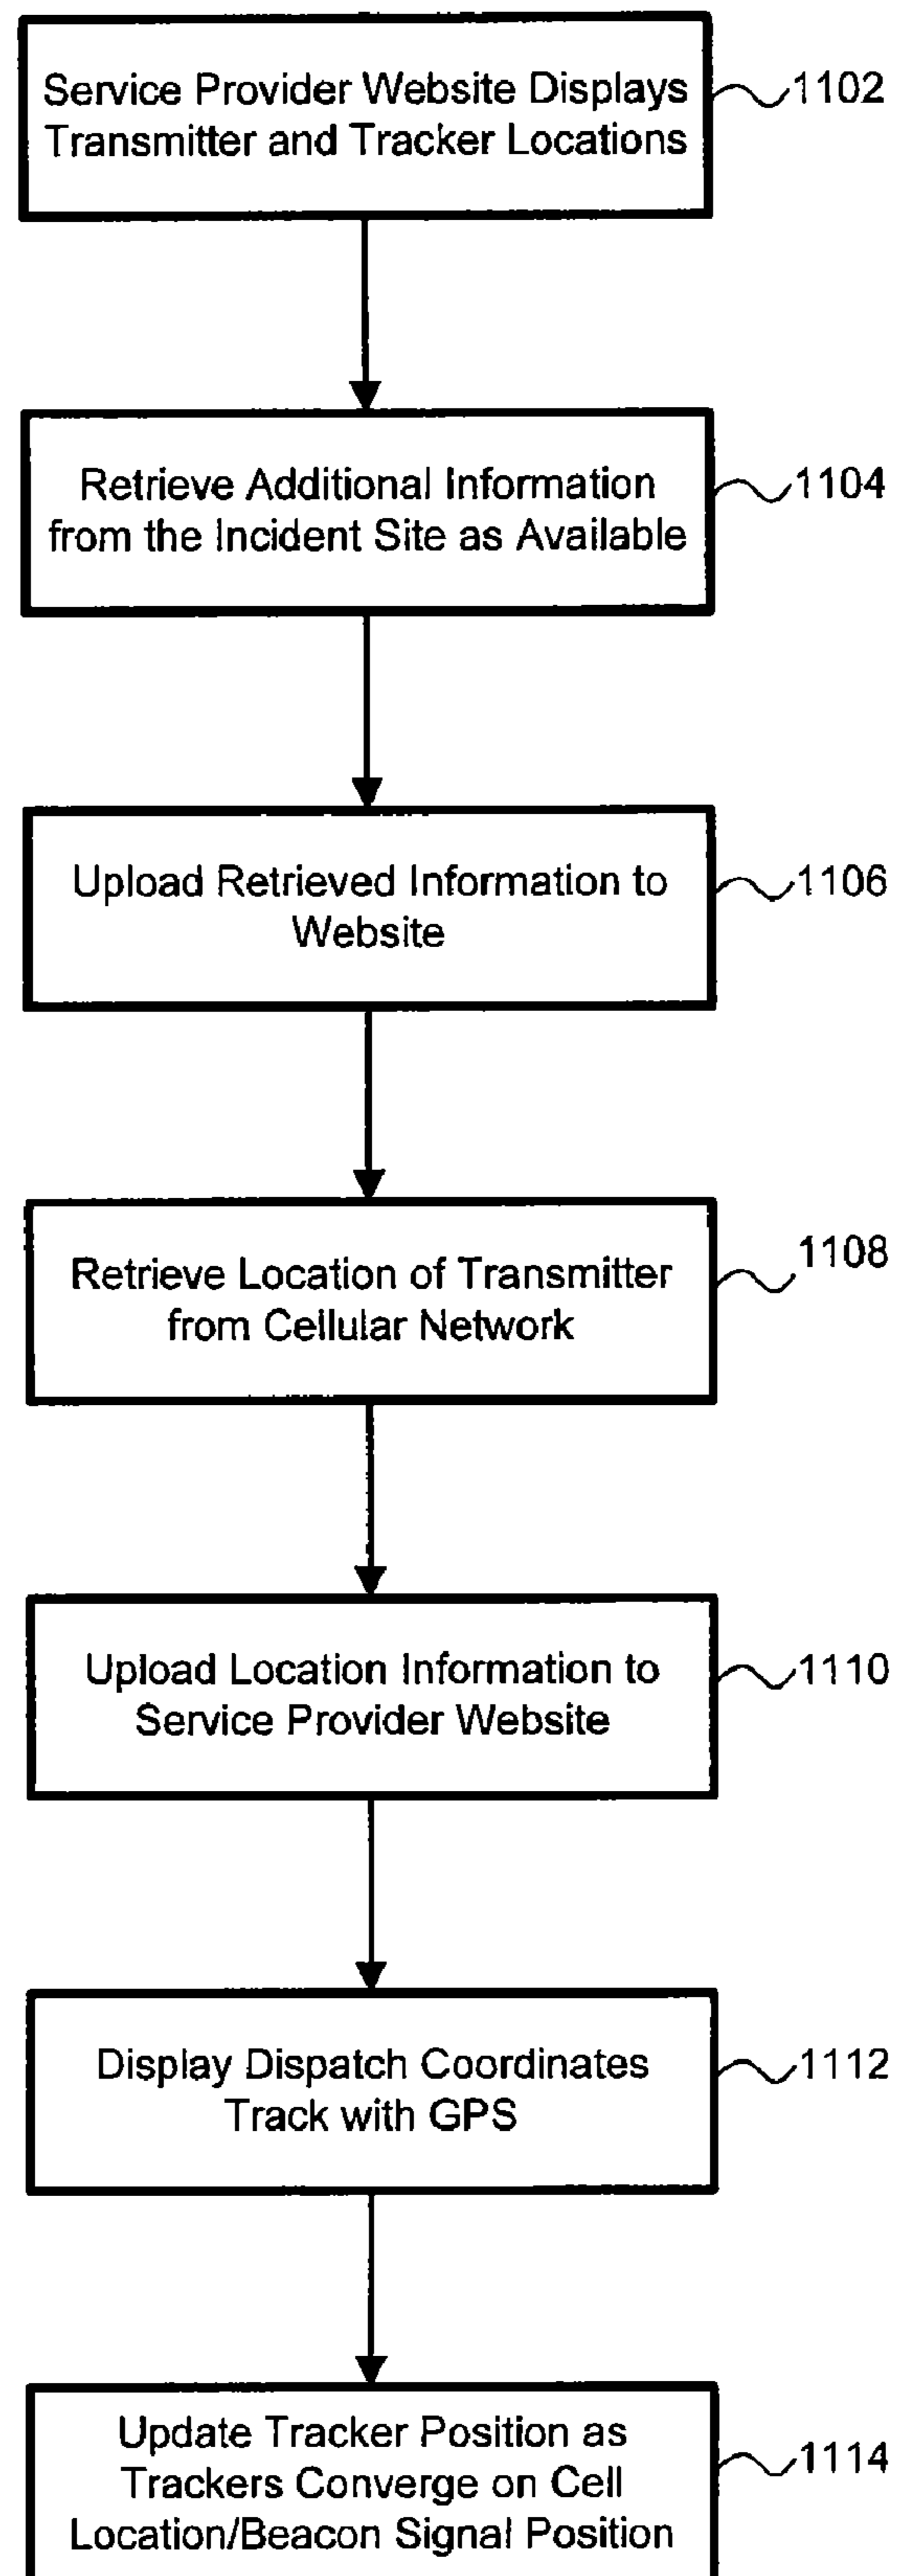 Service Provider Website Displays
Transmitter and Tracker Locations
1102
Retrieve Additional Information
from the Incident Site as Available
1104
Upload Retrieved Information to
Website
1106
Retrieve Location of Transmitter
from Cellular Network
1108
Upload Location Information to
Service Provider Website
1110
Display Dispatch Coordinates
Track with GPS
1112
Update Tracker Position as
Trackers Converge on Cell
Location/Beacon Signal Position
1114